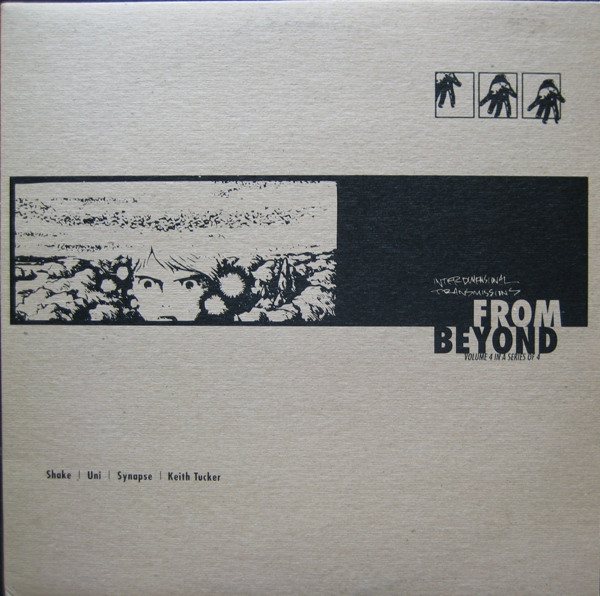 INTERDIMENSIONAL
TRANSMISSIONS
FROM
BEYOND
VOLUME 4 IN A SERIES OF 4
Shake | Uni | Synapse | Keith Tucker